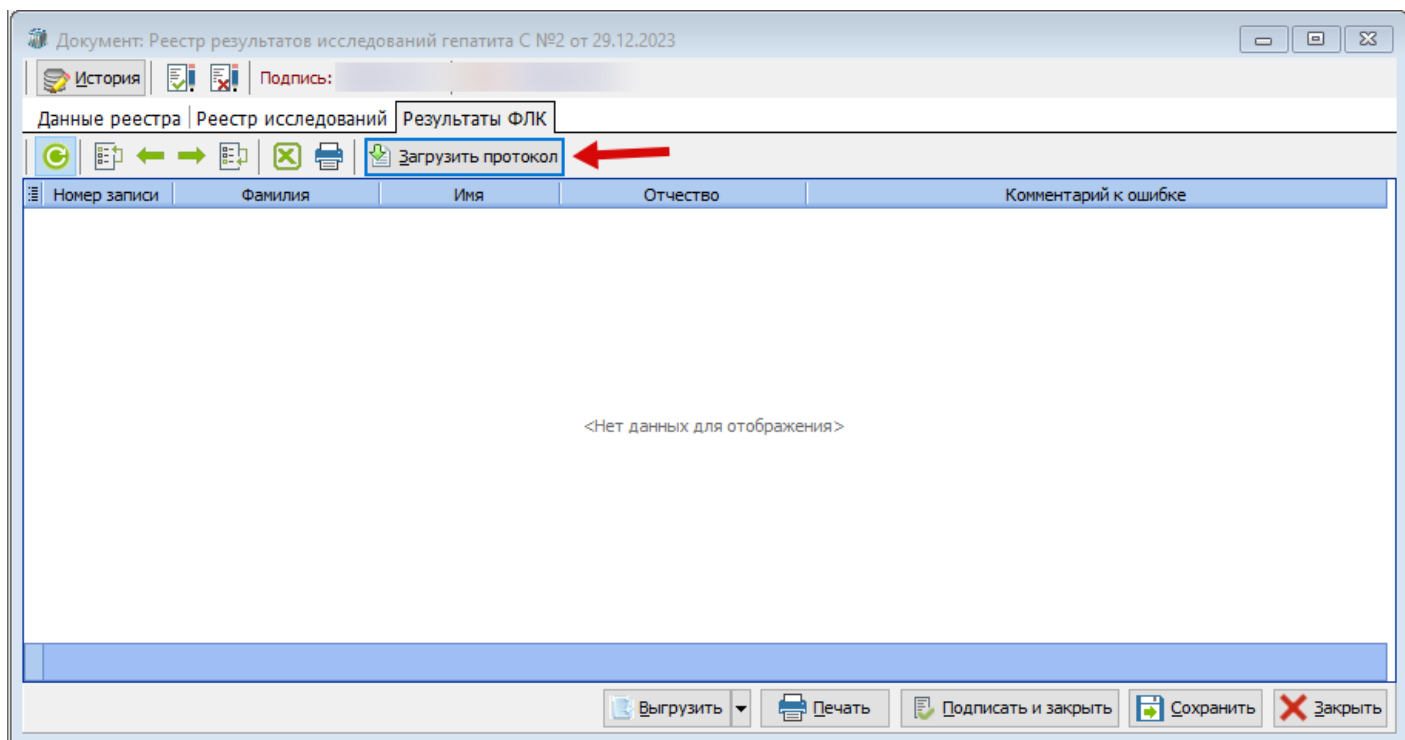 Документ: Реестр результатов исследований гепатита С №2 от 29.12.2023
История Подпись:
Данные реестра Реестр исследований Результаты ФЛК
Загрузить протокол
Номер записи Фамилия Имя Отчество Комментарий к ошибке
<Нет данных для отображения>
Выгрузить Печать Подписать и закрыть Сохранить Закрыть